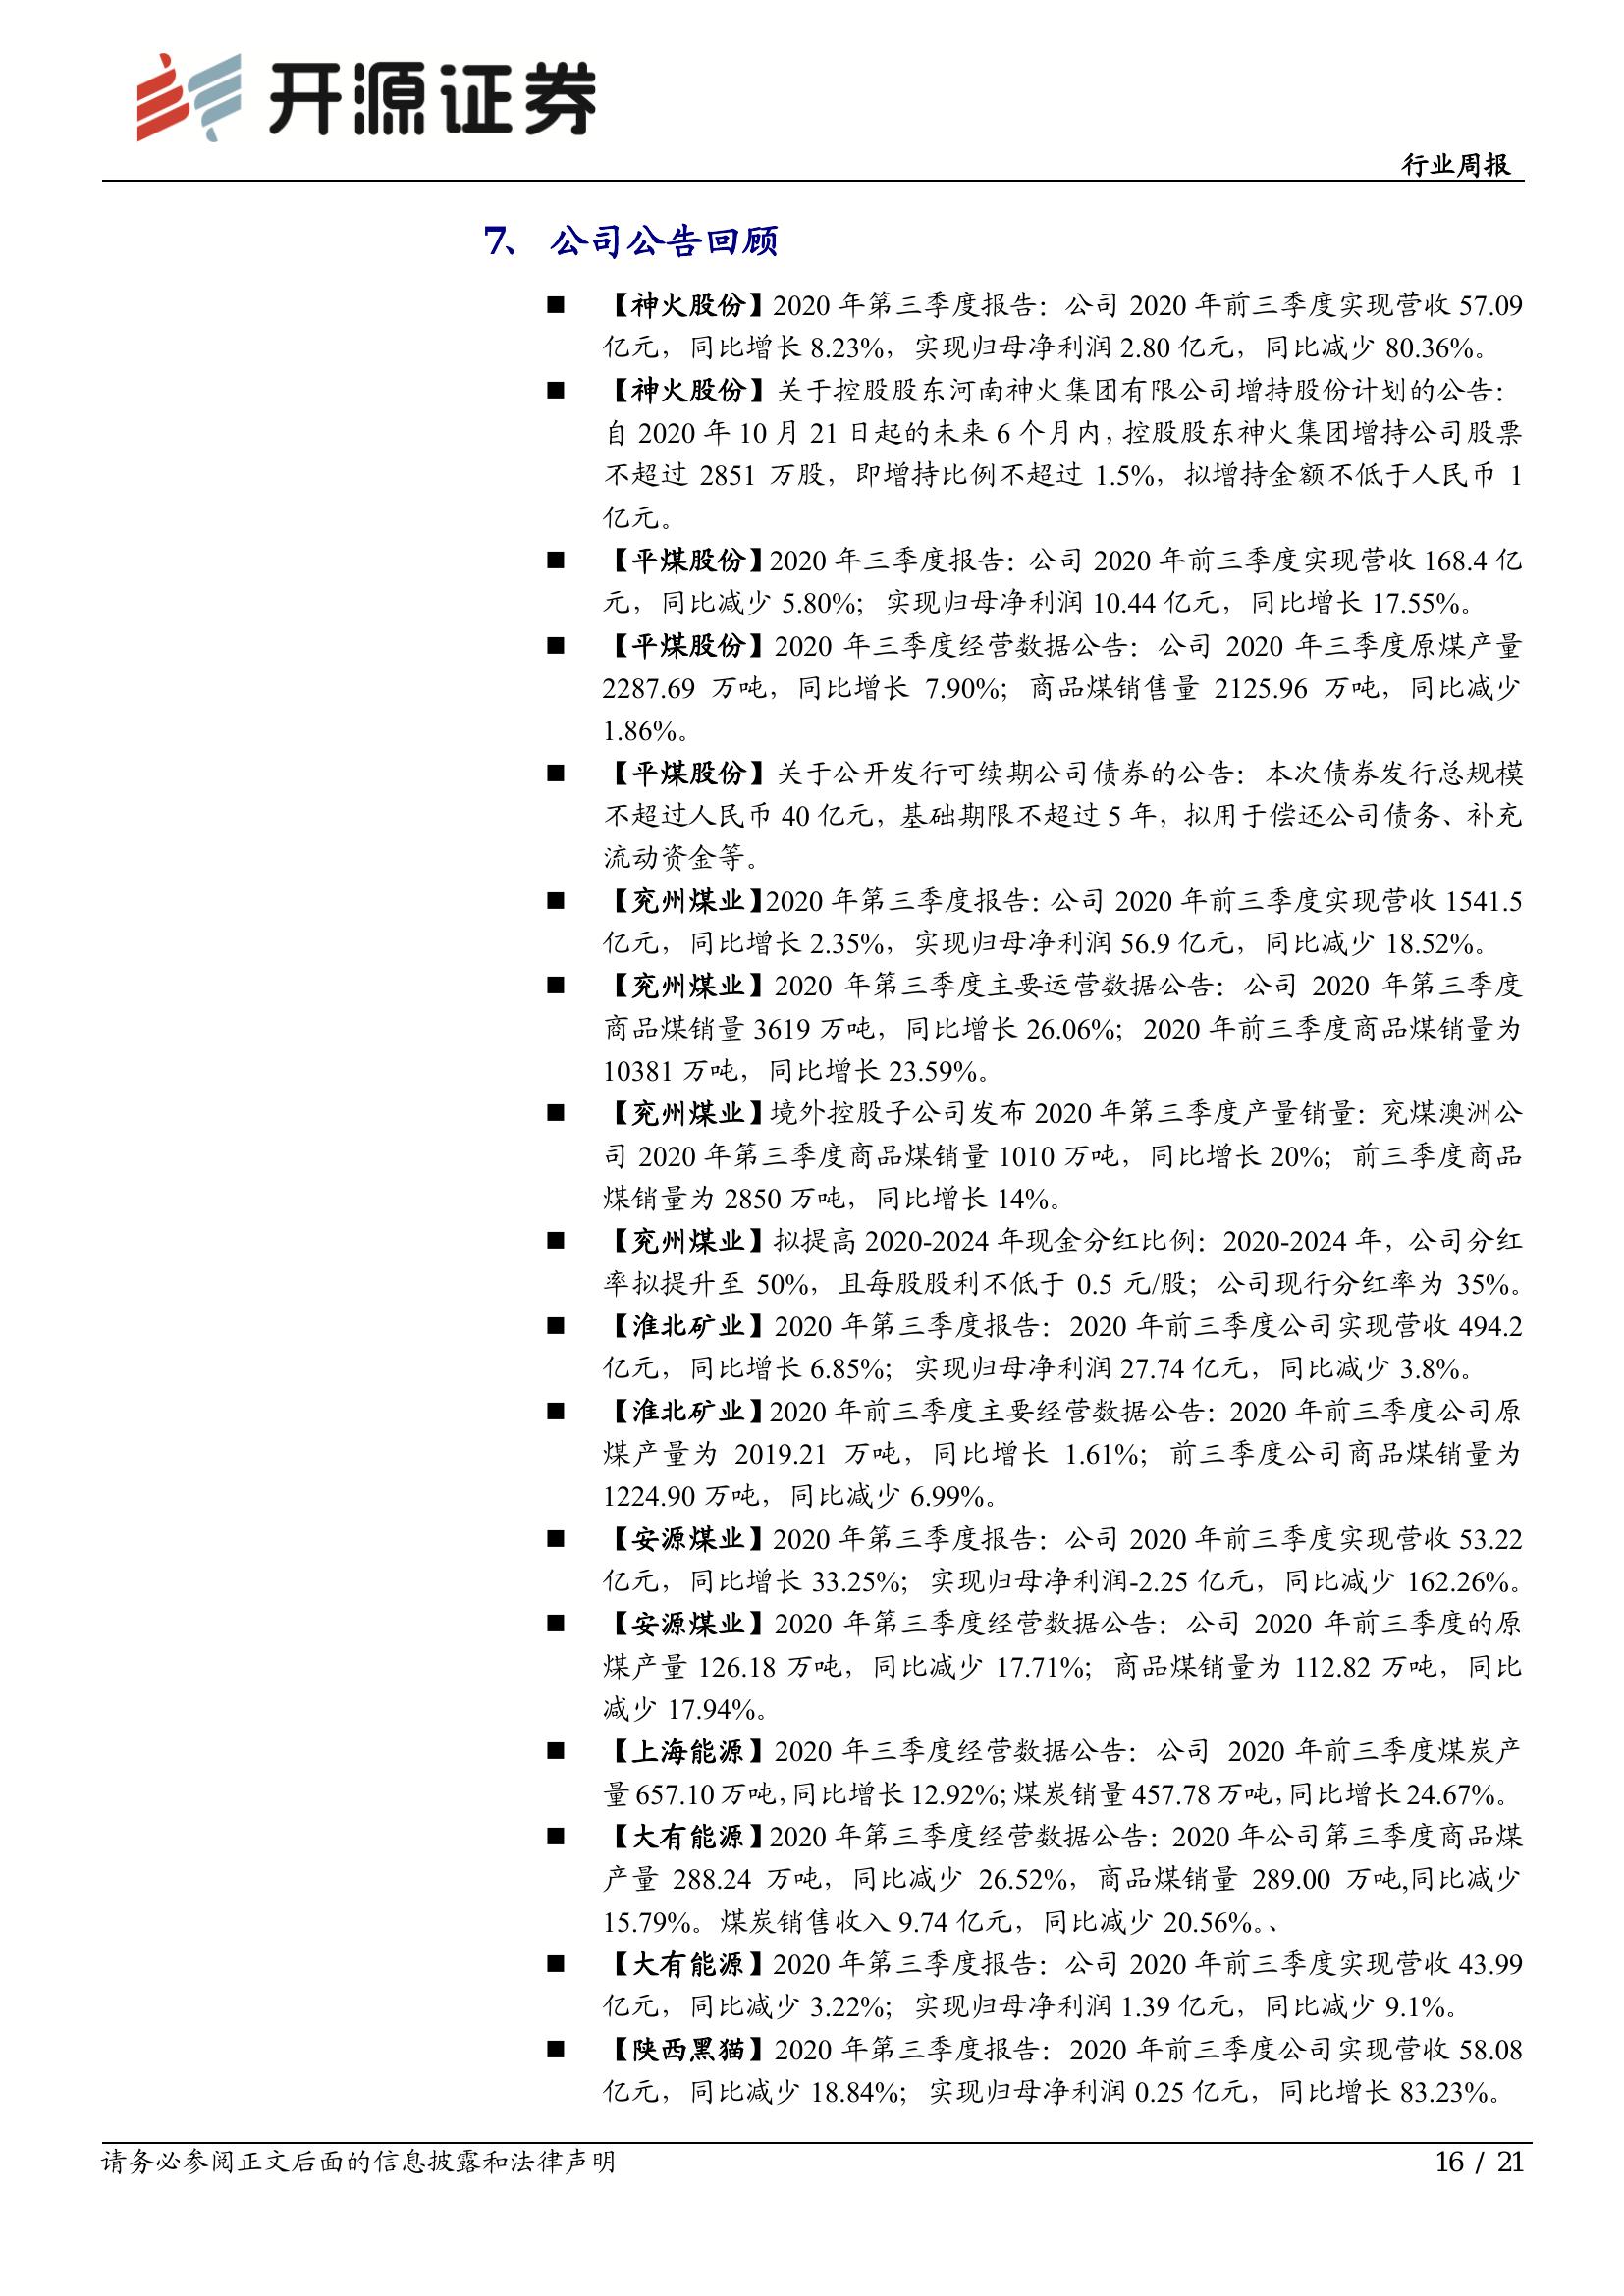 开源证券
行业周报
7、 公司公告回顾
■ 【神火股份】2020 年第三季度报告：公司 2020 年前三季度实现营收 57.09
亿元，同比增长 8.23%，实现归母净利润 2.80 亿元，同比减少 80.36%。
■ 【神火股份】关于控股股东河南神火集团有限公司增持股份计划的公告：
自 2020 年 10 月 21 日起的未来 6 个月内，控股股东神火集团增持公司股票
不超过 2851 万股，即增持比例不超过 1.5%，拟增持金额不低于人民币 1
亿元。
■ 【平煤股份】2020 年三季度报告：公司 2020 年前三季度实现营收 168.4 亿
元，同比减少 5.80%；实现归母净利润 10.44 亿元，同比增长 17.55%。
■ 【平煤股份】2020 年三季度经营数据公告：公司 2020 年三季度原煤产量
2287.69 万吨，同比增长 7.90%；商品煤销售量 2125.96 万吨，同比减少
1.86%。
■ 【平煤股份】关于公开发行可续期公司债券的公告：本次债券发行总规模
不超过人民币 40 亿元，基础期限不超过 5 年，拟用于偿还公司债务、补充
流动资金等。
■ 【兖州煤业】2020 年第三季度报告：公司 2020 年前三季度实现营收 1541.5
亿元，同比增长 2.35%，实现归母净利润 56.9 亿元，同比减少 18.52%。
■ 【兖州煤业】2020 年第三季度主要运营数据公告：公司 2020 年第三季度
商品煤销量 3619 万吨，同比增长 26.06%；2020 年前三季度商品煤销量为
10381 万吨，同比增长 23.59%。
■ 【兖州煤业】境外控股子公司发布 2020 年第三季度产量销量：兖煤澳洲公
司 2020 年第三季度商品煤销量 1010 万吨，同比增长 20%；前三季度商品
煤销量为 2850 万吨，同比增长 14%。
■ 【兖州煤业】拟提高 2020-2024 年现金分红比例：2020-2024 年，公司分红
率拟提升至 50%，且每股股利不低于 0.5 元/股；公司现行分红率为 35%。
■ 【淮北矿业】2020 年第三季度报告：2020 年前三季度公司实现营收 494.2
亿元，同比增长 6.85%；实现归母净利润 27.74 亿元，同比减少 3.8%。
■ 【淮北矿业】2020 年前三季度主要经营数据公告：2020 年前三季度公司原
煤产量为 2019.21 万吨，同比增长 1.61%；前三季度公司商品煤销量为
1224.90 万吨，同比减少 6.99%。
■ 【安源煤业】2020 年第三季度报告：公司 2020 年前三季度实现营收 53.22
亿元，同比增长 33.25%；实现归母净利润-2.25 亿元，同比减少 162.26%。
■ 【安源煤业】2020 年第三季度经营数据公告：公司 2020 年前三季度的原
煤产量 126.18 万吨，同比减少 17.71%；商品煤销量为 112.82 万吨，同比
减少 17.94%。
■ 【上海能源】2020 年三季度经营数据公告：公司 2020 年前三季度煤炭产
量 657.10 万吨，同比增长 12.92%；煤炭销量 457.78 万吨，同比增长 24.67%。
■ 【大有能源】2020 年第三季度经营数据公告：2020 年公司第三季度商品煤
产量 288.24 万吨，同比减少 26.52%，商品煤销量 289.00 万吨,同比减少
15.79%。煤炭销售收入 9.74 亿元，同比减少 20.56%。、
■ 【大有能源】2020 年第三季度报告：公司 2020 年前三季度实现营收 43.99
亿元，同比减少 3.22%；实现归母净利润 1.39 亿元，同比减少 9.1%。
■ 【陕西黑猫】2020 年第三季度报告：2020 年前三季度公司实现营收 58.08
亿元，同比减少 18.84%；实现归母净利润 0.25 亿元，同比增长 83.23%。
请务必参阅正文后面的信息披露和法律声明
16 / 21